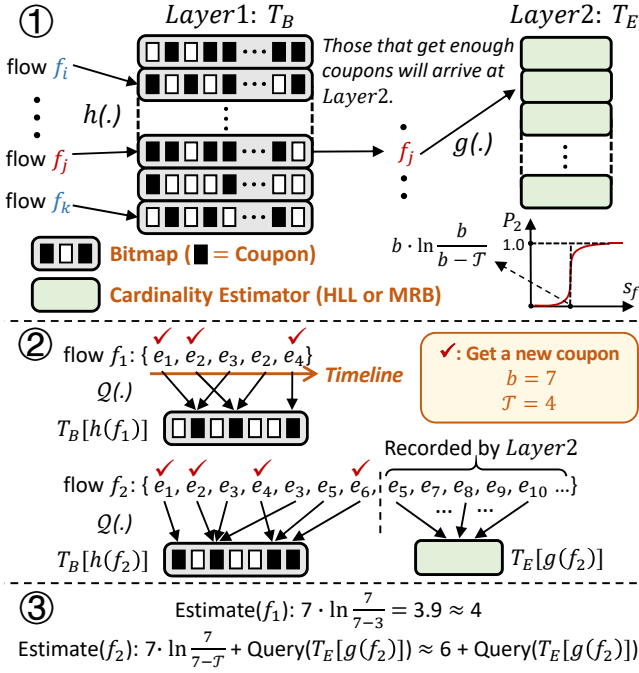 ① Layer1: T_B Layer2: T_E
flow f_i
Those that get enough
coupons will arrive at
Layer2.
h(.)
flow f_j
f_j
g(.)
flow f_k
Bitmap (■ = Coupon)
Cardinality Estimator (HLL or MRB)
b · ln b/(b − 𝒯)
P_2
1.0
s_f
②
flow f_1: { e_1, e_2, e_3, e_2, e_4}
Q(.)
Timeline
T_B[h(f_1)]
✓: Get a new coupon
b = 7
𝒯 = 4
Recorded by Layer2
flow f_2: { e_1, e_2, e_3, e_4, e_3, e_5, e_6, e_5, e_7, e_8, e_9, e_10 ...}
Q(.)
... ...
T_B[h(f_2)]
T_E[g(f_2)]
③
Estimate(f_1): 7 · ln 7/(7−3) = 3.9 ≈ 4
Estimate(f_2): 7· ln 7/(7−𝒯) + Query(T_E[g(f_2)]) ≈ 6 + Query(T_E[g(f_2)])